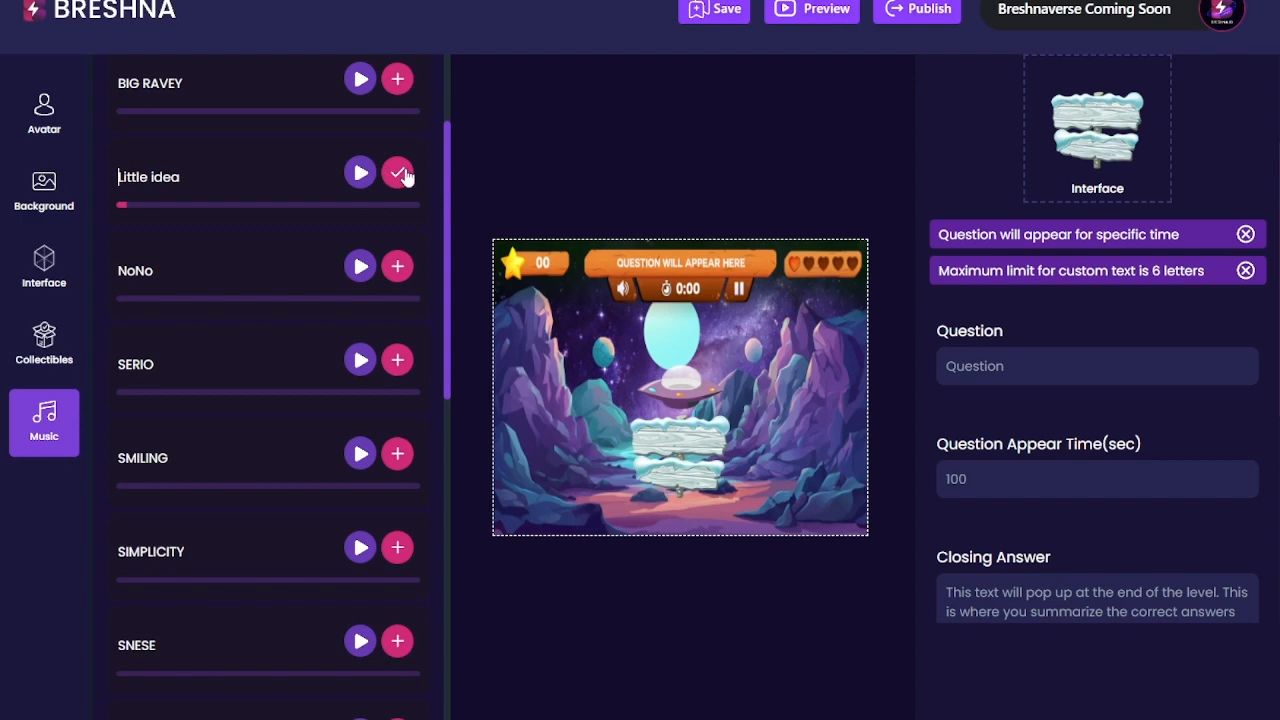 BRESHNA
Save
Preview
Publish
Breshnaverse Coming Soon
Avatar
Background
Interface
Collectibles
Music
BIG RAVEY
Little idea
NoNo
SERIO
SMILING
SIMPLICITY
SNESE
00
QUESTION WILL APPEAR HERE
0:00
Interface
Question will appear for specific time
Maximum limit for custom text is 6 letters
Question
Question
Question Appear Time(sec)
100
Closing Answer
This text will pop up at the end of the level. This
is where you summarize the correct answers